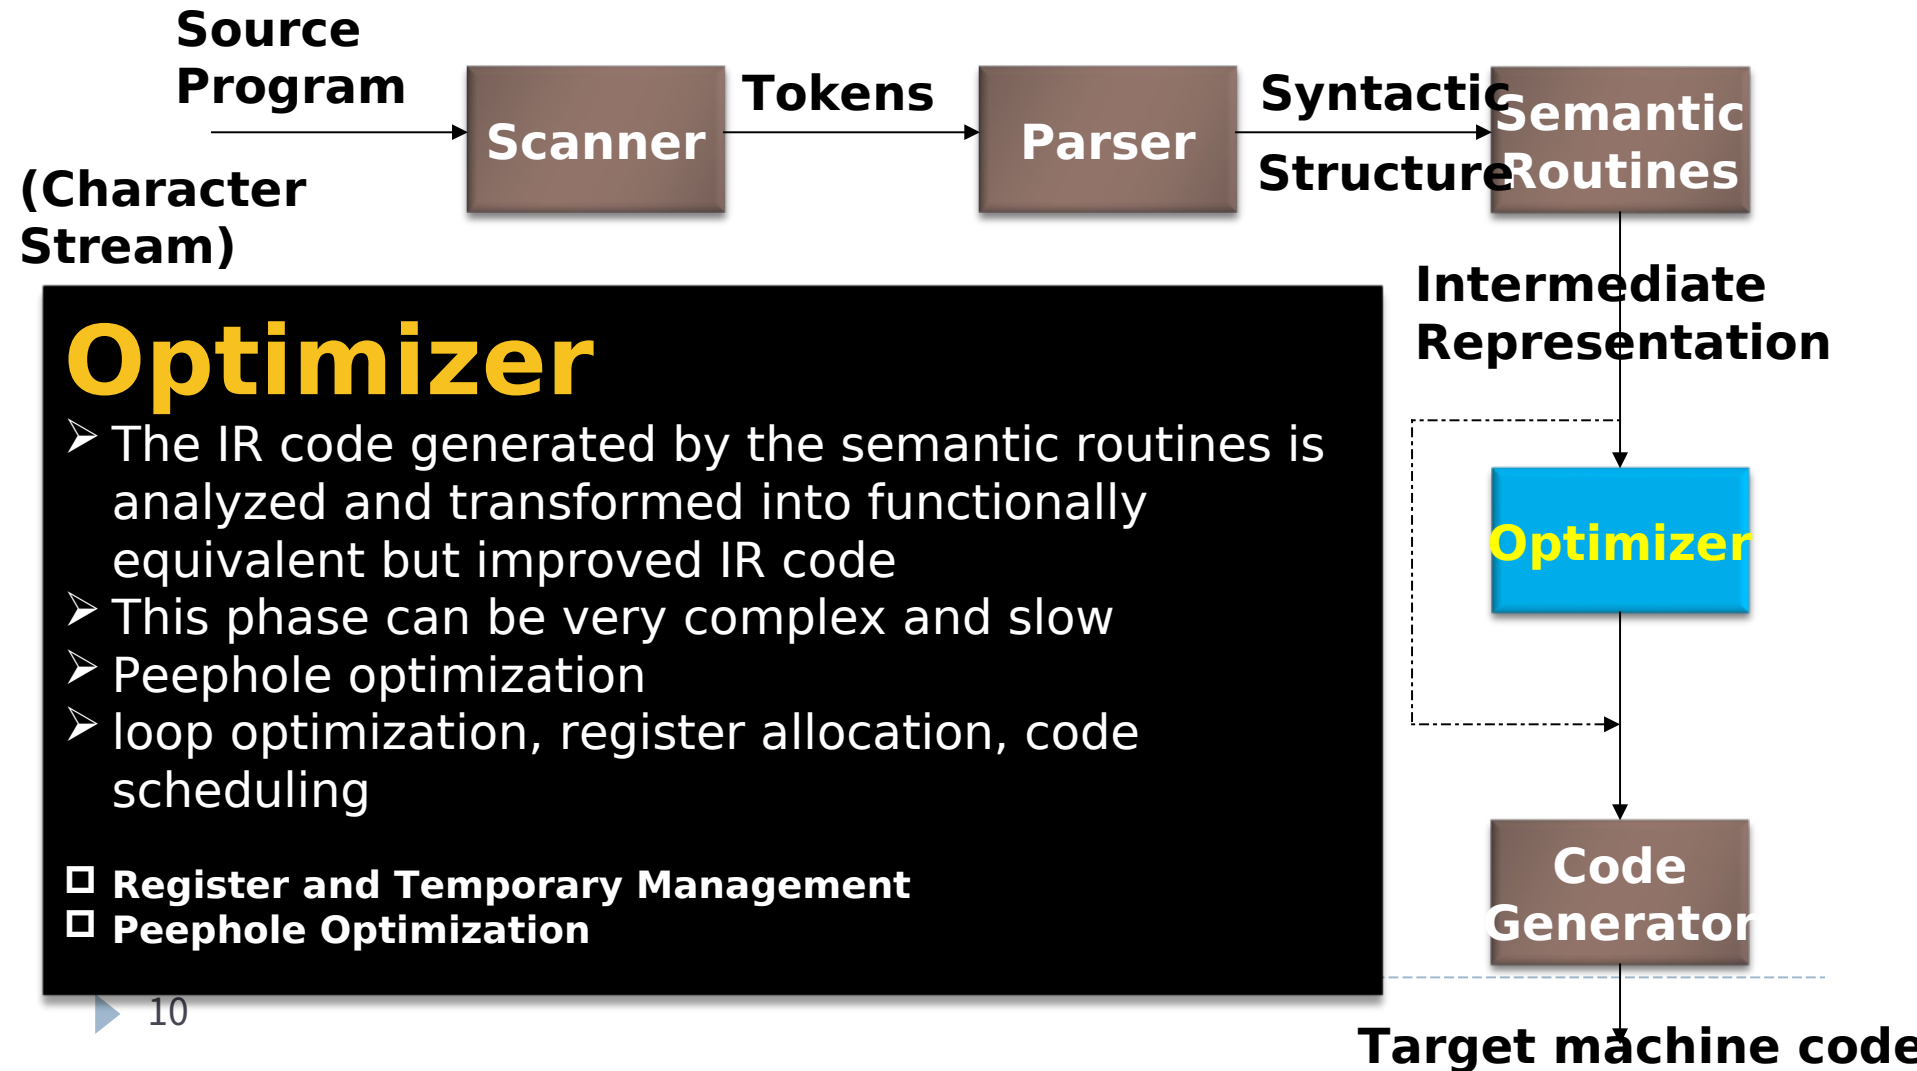 Source
Program
(Character
Stream)
Scanner
Tokens
Parser
Syntactic
Structure
Semantic
Routines
Intermediate
Representation
Optimizer
The IR code generated by the semantic routines is
analyzed and transformed into functionally
equivalent but improved IR code
This phase can be very complex and slow
Peephole optimization
loop optimization, register allocation, code
scheduling
Register and Temporary Management
Peephole Optimization
Optimizer
Code
Generator
Target machine code
10